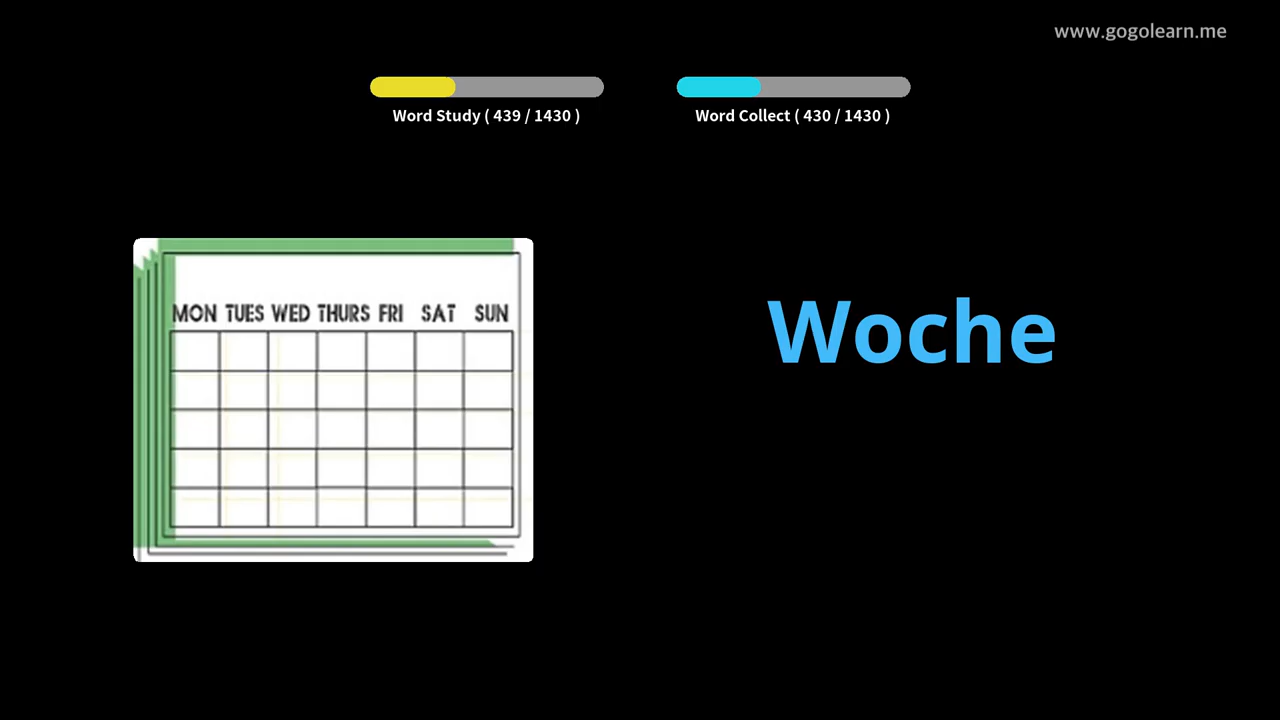 www.gogolearn.me
Word Study ( 439 / 1430 )
Word Collect ( 430 / 1430 )
MON TUES WED THURS FRI SAT SUN
Woche